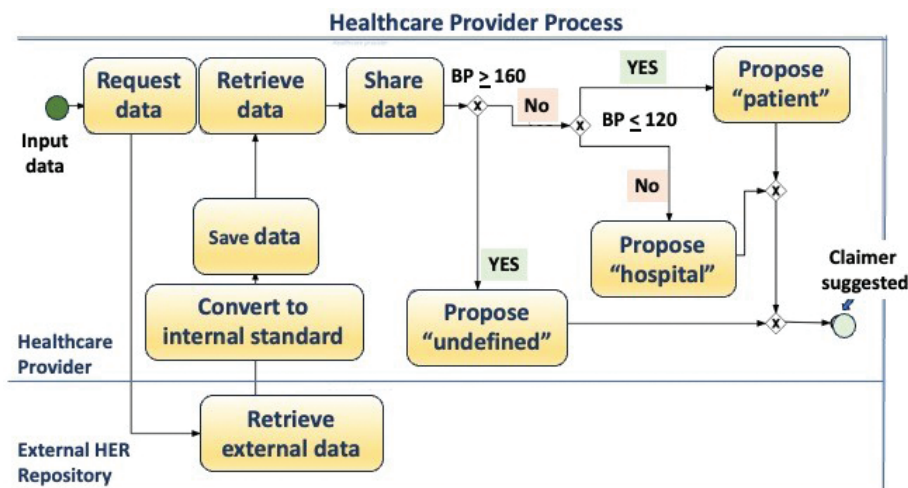 Healthcare Provider Process
Healthcare provider
Request
data
Retrieve
data
Share
data
BP ≥ 160
YES
Propose
"patient"
X
No
X
BP ≤ 120
Input
data
No
X
Save data
YES
Propose
"hospital"
Claimer
suggested
Convert to
internal standard
Propose
"undefined"
X
Healthcare
Provider
Retrieve
external data
External HER
Repository